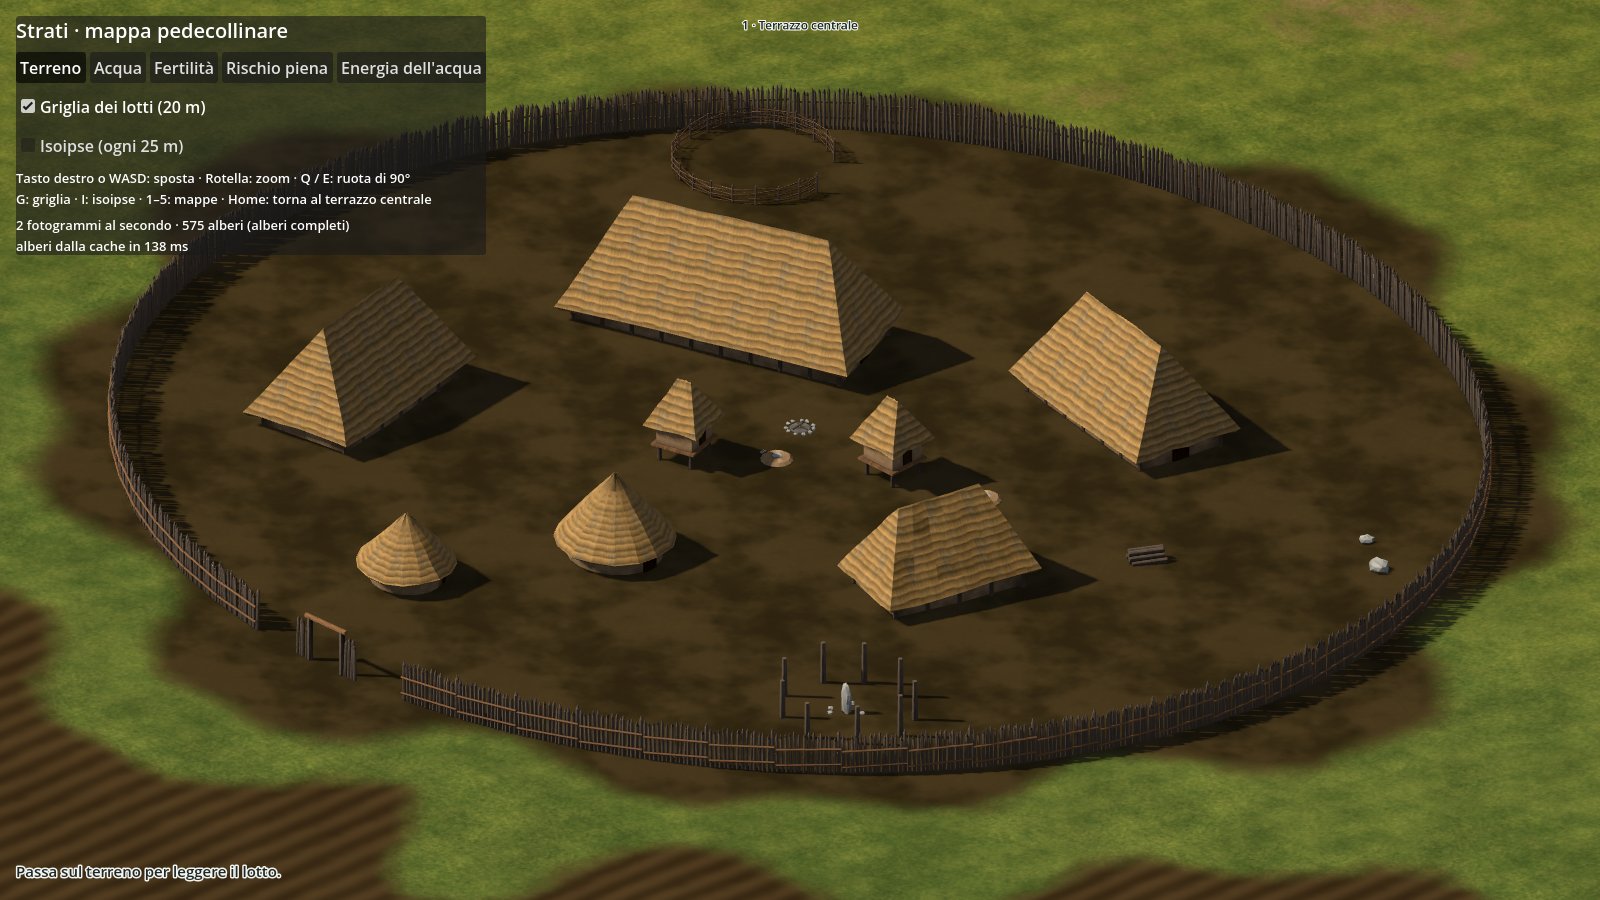 Strati · mappa pedecollinare
1 · Terrazzo centrale
Terreno Acqua Fertilità Rischio piena Energia dell'acqua
Griglia dei lotti (20 m)
Isoipse (ogni 25 m)
Tasto destro o WASD: sposta · Rotella: zoom · Q / E: ruota di 90°
G: griglia · I: isoipse · 1–5: mappe · Home: torna al terrazzo centrale
2 fotogrammi al secondo · 575 alberi (alberi completi)
alberi dalla cache in 138 ms
Passa sul terreno per leggere il lotto.